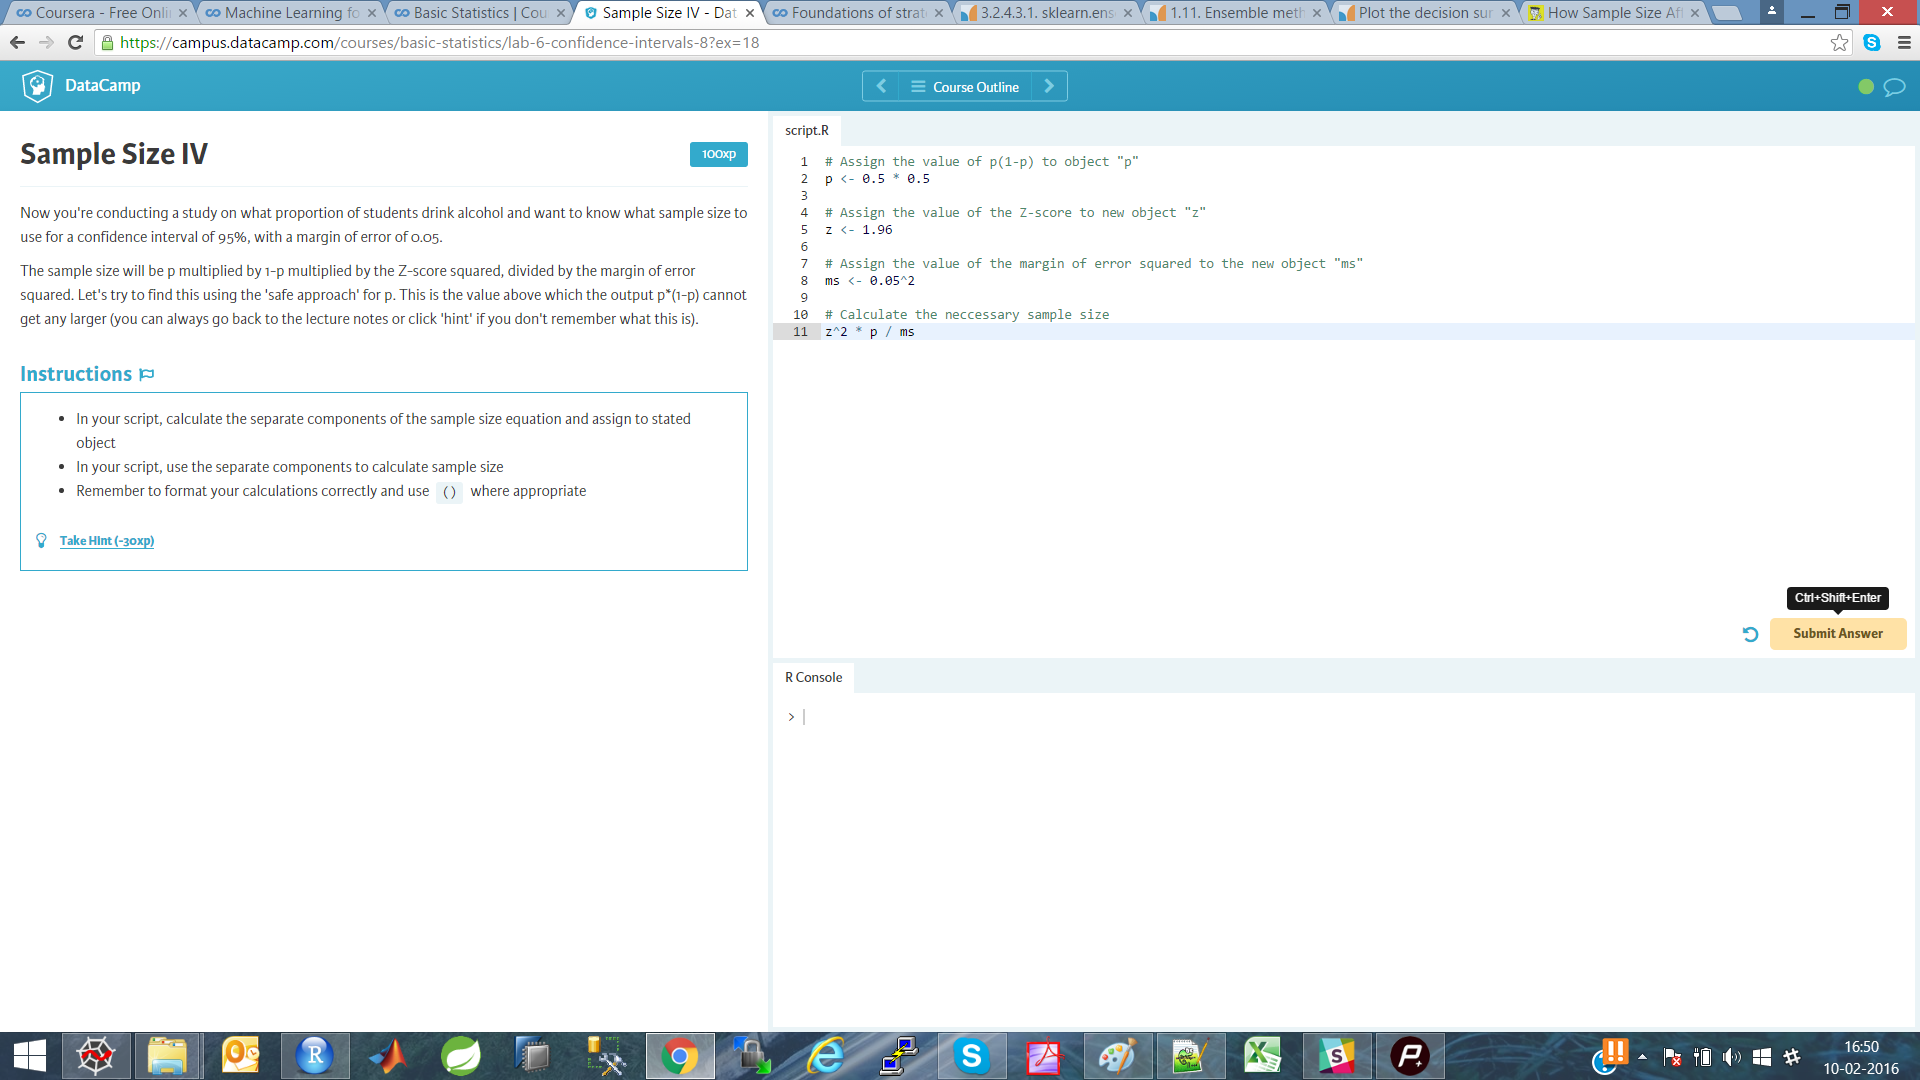 Coursera - Free Onli
Machine Learning fo
Basic Statistics | Cou
Sample Size IV - Dat
Foundations of strat
3.2.4.3.1. sklearn.ens
1.11. Ensemble meth
Plot the decision sur
How Sample Size Aff
https://campus.datacamp.com/courses/basic-statistics/lab-6-confidence-intervals-8?ex=18
DataCamp
Course Outline
Sample Size IV
100xp
Now you're conducting a study on what proportion of students drink alcohol and want to know what sample size to
use for a confidence interval of 95%, with a margin of error of 0.05.
The sample size will be p multiplied by 1-p multiplied by the Z-score squared, divided by the margin of error
squared. Let's try to find this using the 'safe approach' for p. This is the value above which the output p*(1-p) cannot
get any larger (you can always go back to the lecture notes or click 'hint' if you don't remember what this is).
Instructions
• In your script, calculate the separate components of the sample size equation and assign to stated
object
• In your script, use the separate components to calculate sample size
• Remember to format your calculations correctly and use () where appropriate
Take Hint (-30xp)
script.R
1 # Assign the value of p(1-p) to object "p"
2 p <- 0.5 * 0.5
3
4 # Assign the value of the Z-score to new object "z"
5 z <- 1.96
6
7 # Assign the value of the margin of error squared to the new object "ms"
8 ms <- 0.05^2
9
10 # Calculate the neccessary sample size
11 z^2 * p / ms
Ctrl+Shift+Enter
Submit Answer
R Console
>
16:50
10-02-2016